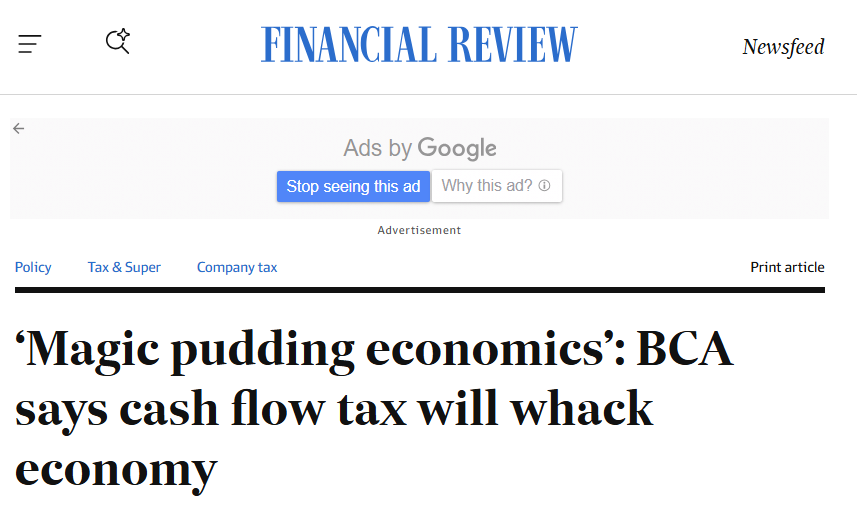 FINANCIAL REVIEW
Newsfeed
Ads by Google
Stop seeing this ad
Why this ad?
Advertisement
Policy
Tax & Super
Company tax
Print article
‘Magic pudding economics’: BCA
says cash flow tax will whack
economy